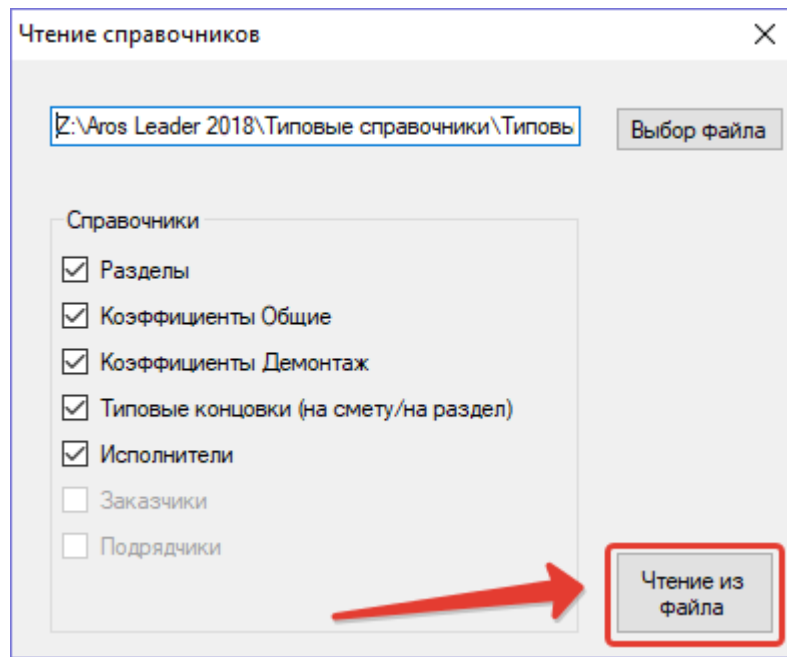 Чтение справочников
Z:\Aros Leader 2018\Типовые справочники\Типовы
Выбор файла
Справочники
Разделы
Коэффициенты Общие
Коэффициенты Демонтаж
Типовые концовки (на смету/на раздел)
Исполнители
Заказчики
Подрядчики
Чтение из
файла